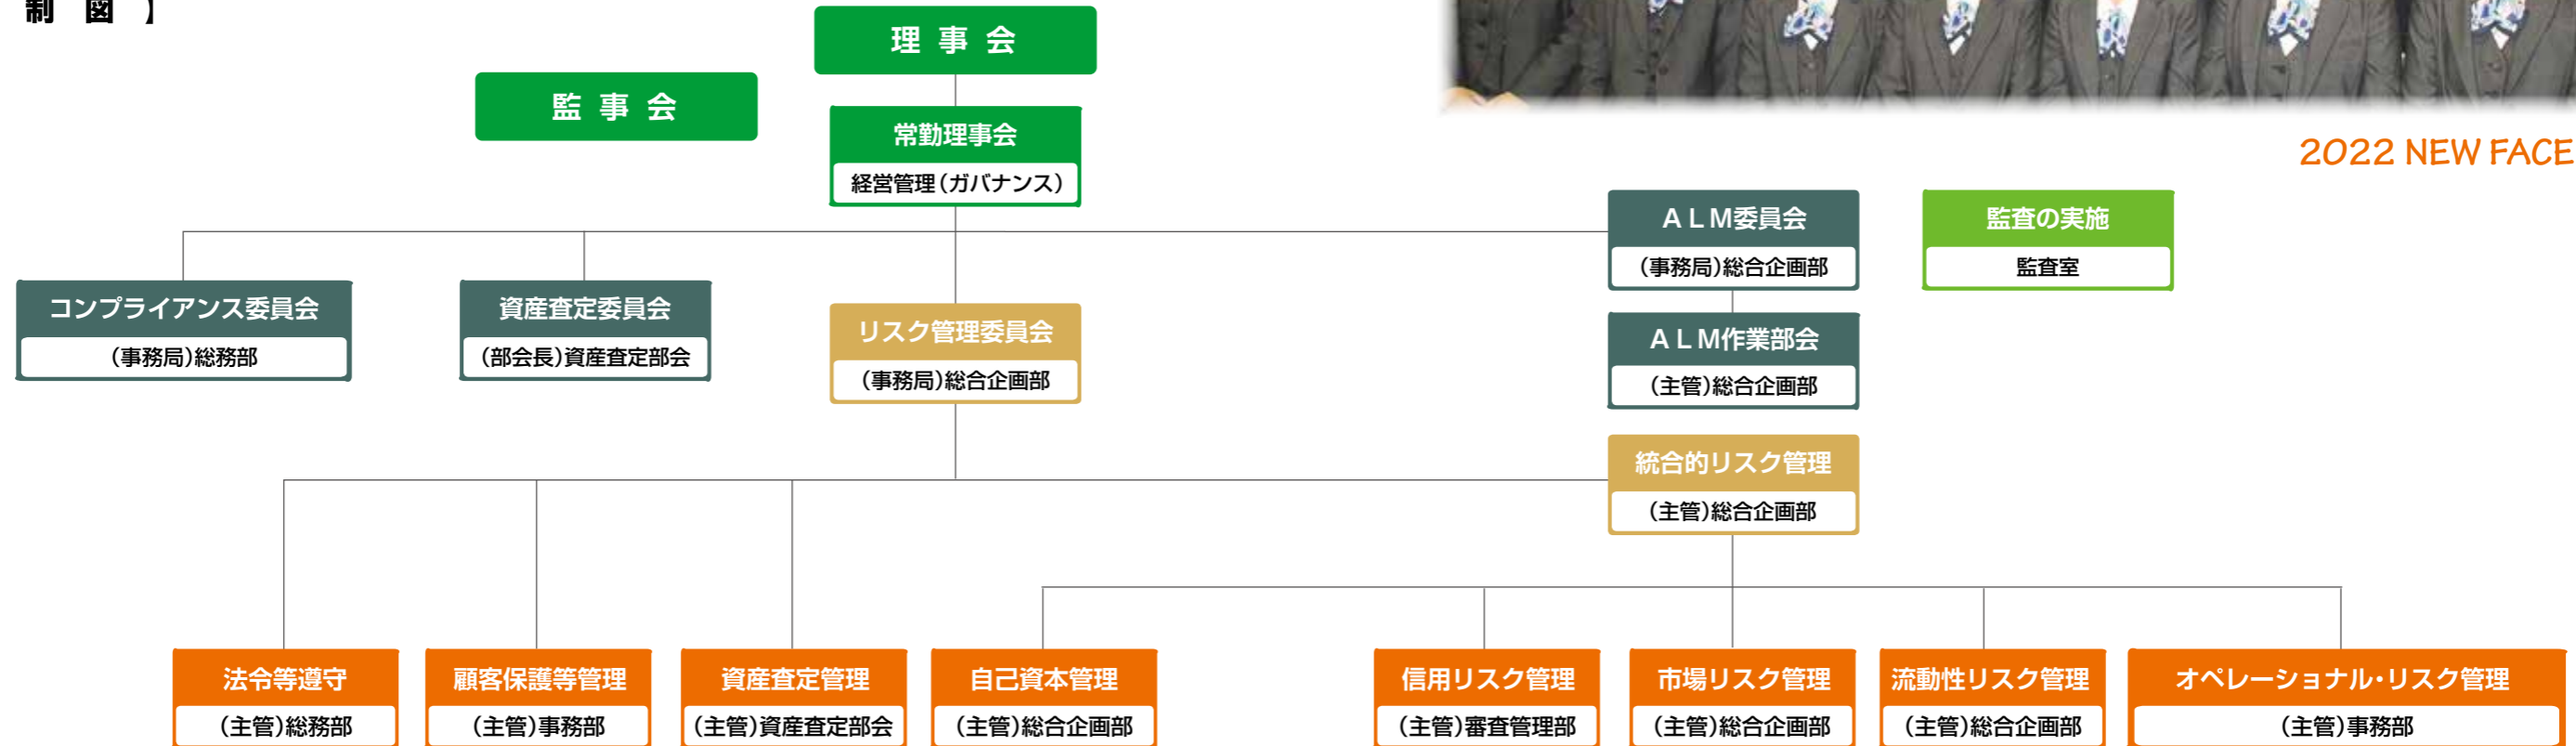 制 図 】
理 事 会
監 事 会
常勤理事会
経営管理(ガバナンス)
2022 NEW FACE
ALM委員会
(事務局)総合企画部
監査の実施
監査室
コンプライアンス委員会
(事務局)総務部
資産査定委員会
(部会長)資産査定部会
リスク管理委員会
(事務局)総合企画部
ALM作業部会
(主管)総合企画部
統合的リスク管理
(主管)総合企画部
法令等遵守
(主管)総務部
顧客保護等管理
(主管)事務部
資産査定管理
(主管)資産査定部会
自己資本管理
(主管)総合企画部
信用リスク管理
(主管)審査管理部
市場リスク管理
(主管)総合企画部
流動性リスク管理
(主管)総合企画部
オペレーショナル・リスク管理
(主管)事務部